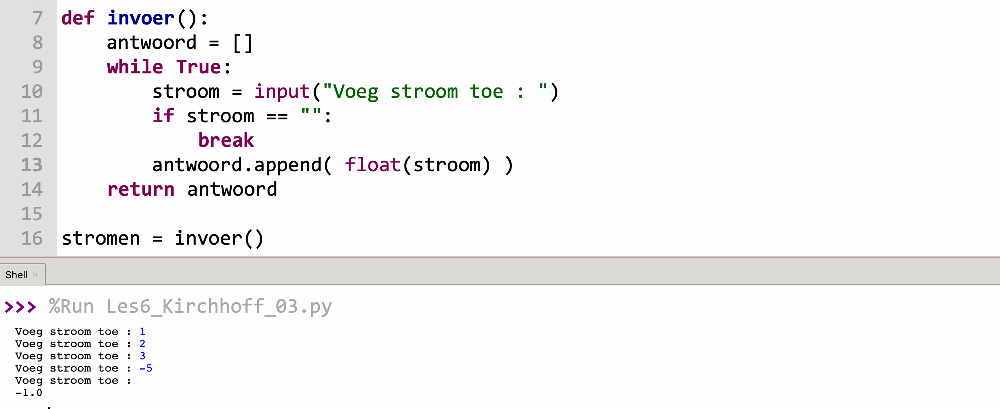 7 def invoer():
8     antwoord = []
9     while True:
10         stroom = input("Voeg stroom toe : ")
11         if stroom == "":
12             break
13         antwoord.append( float(stroom) )
14     return antwoord
15
16 stromen = invoer()
Shell ×
>>> %Run Les6_Kirchhoff_03.py
Voeg stroom toe : 1
Voeg stroom toe : 2
Voeg stroom toe : 3
Voeg stroom toe : -5
Voeg stroom toe :
-1.0